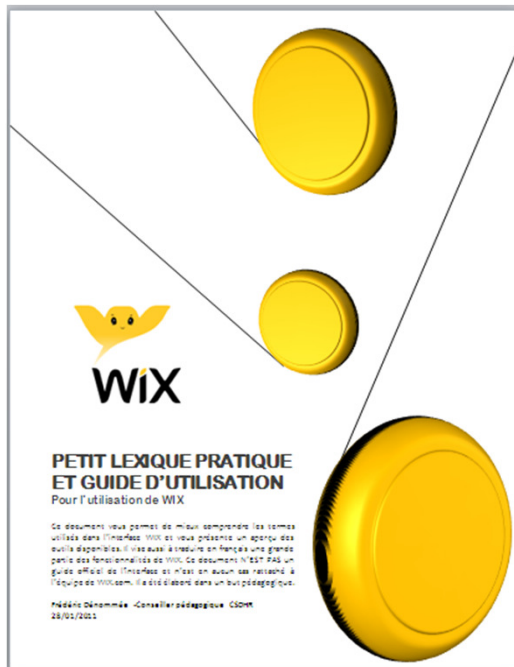 WiX
PETIT LEXIQUE PRATIQUE
ET GUIDE D'UTILISATION
Pour l'utilisation de WIX
Ce document vous permet de mieux comprendre les termes
utilisés dans l'interface WIX et vous présente un aperçu des
outils disponibles. Il vise aussi à traduire en français une grande
partie des fonctionnalités de WIX. Ce document N'EST PAS un
guide officiel de l'interface et n'est en aucun cas rattaché à
l'équipe de WIX.com. Il a été élaboré dans un but pédagogique.
Frédéric Dénommée -Conseiller pédagogique CSDHR
28/01/2011